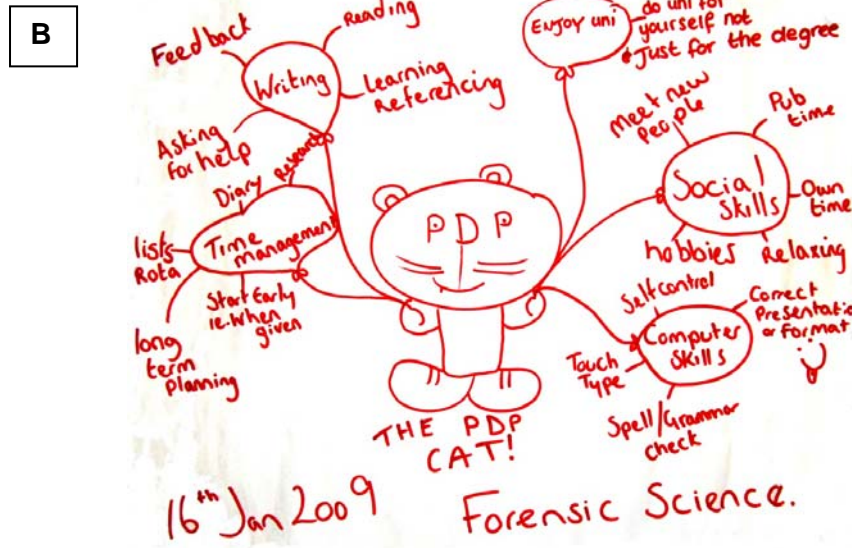 B
Feedback
Reading
Writing
Learning
Referencing
Asking
for help
Research
Diary
Time
management
lists
Rota
Start Early
ie. when
given
long
term
planning
Enjoy uni
do uni for
yourself not
Just for the degree
Meet new
People
Pub
time
Social
Skills
Own
time
hobbies
Relaxing
Self control
Correct
Presentatio
or format
Computer
Skills
Touch
Type
Spell/Grammar
check
PDP
THE PDP
CAT!
16th Jan 2009
Forensic Science.